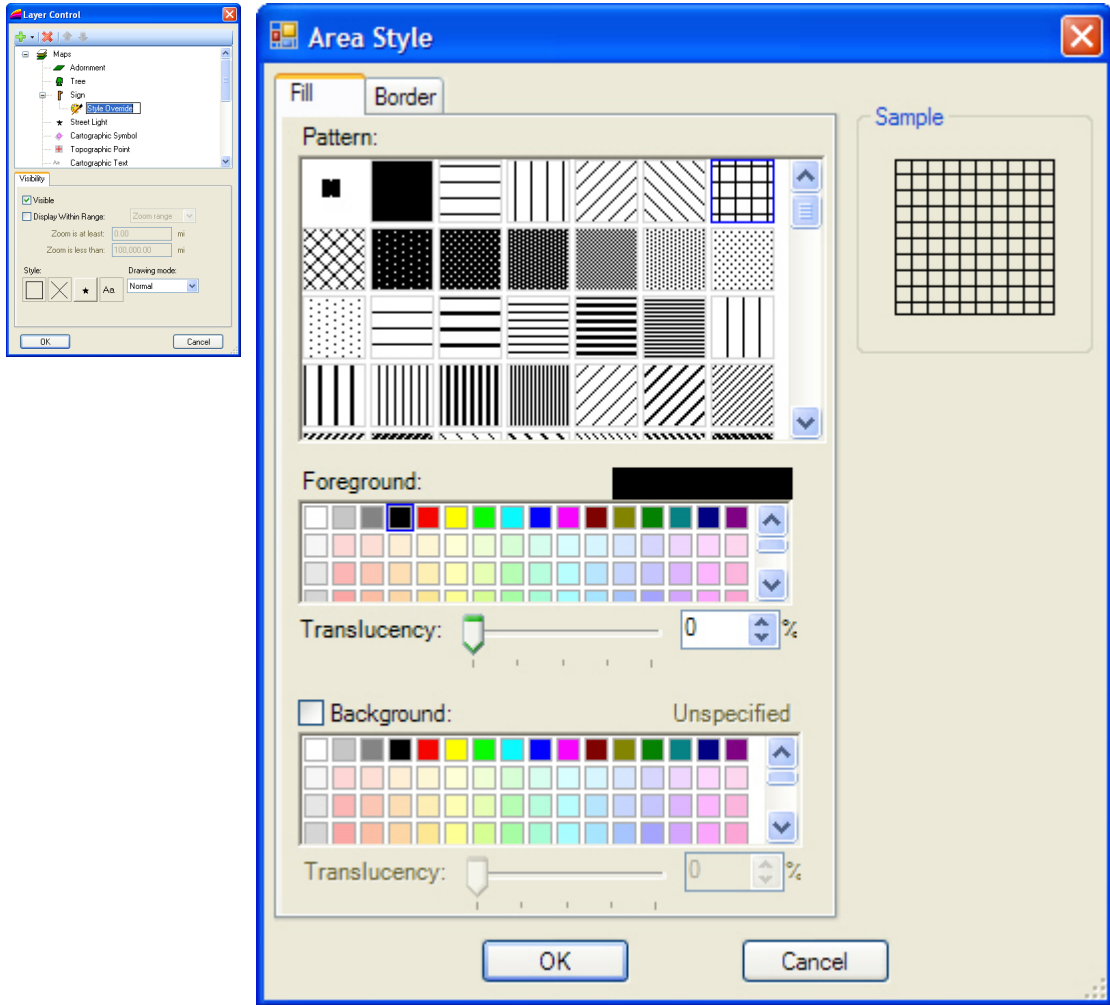 Layer Control
Maps
Adornment
Tree
Sign
Style Override
Street Light
Cartographic Symbol
Topographic Point
Cartographic Text
Visibility
Visible
Display Within Range: Zoom range
Zoom is at least: 0.00 mi
Zoom is less than: 100,000.00 mi
Style: Drawing mode:
Aa Normal
OK Cancel
Area Style
Fill Border
Pattern:
N
Sample
Foreground:
Translucency: 0 %
Background: Unspecified
Translucency: 0 %
OK Cancel